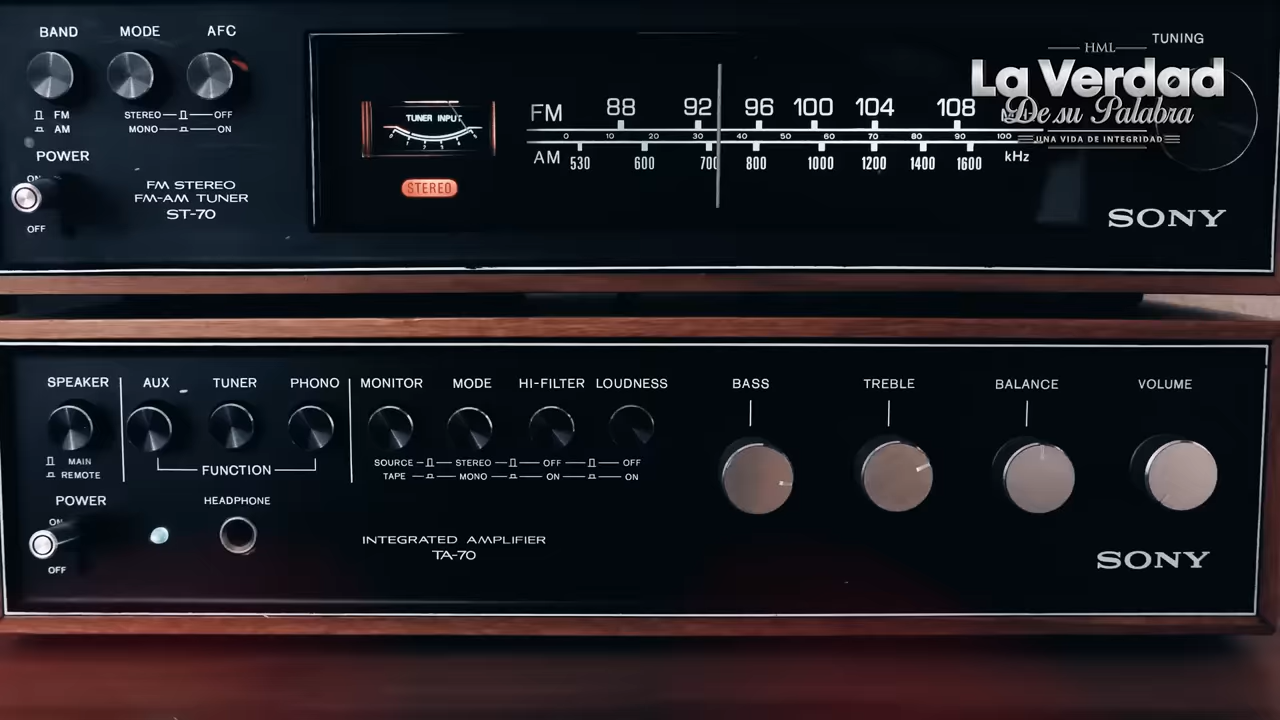 BAND MODE AFC
TUNING
HML
La Verdad
De su Palabra
UNA VIDA DE INTEGRIDAD
FM
AM
STEREO OFF
MONO ON
POWER
ON
OFF
FM STEREO
FM-AM TUNER
ST-70
TUNER INPUT
STEREO
FM 88 92 96 100 104 108
0 10 20 30 40 50 60 70 80 90 100
AM 530 600 700 800 1000 1200 1400 1600 kHz
SONY
SPEAKER AUX TUNER PHONO MONITOR MODE HI-FILTER LOUDNESS BASS TREBLE BALANCE VOLUME
MAIN
REMOTE
FUNCTION
SOURCE STEREO OFF OFF
TAPE MONO ON ON
POWER
ON
OFF
HEADPHONE
INTEGRATED AMPLIFIER
TA-70
SONY